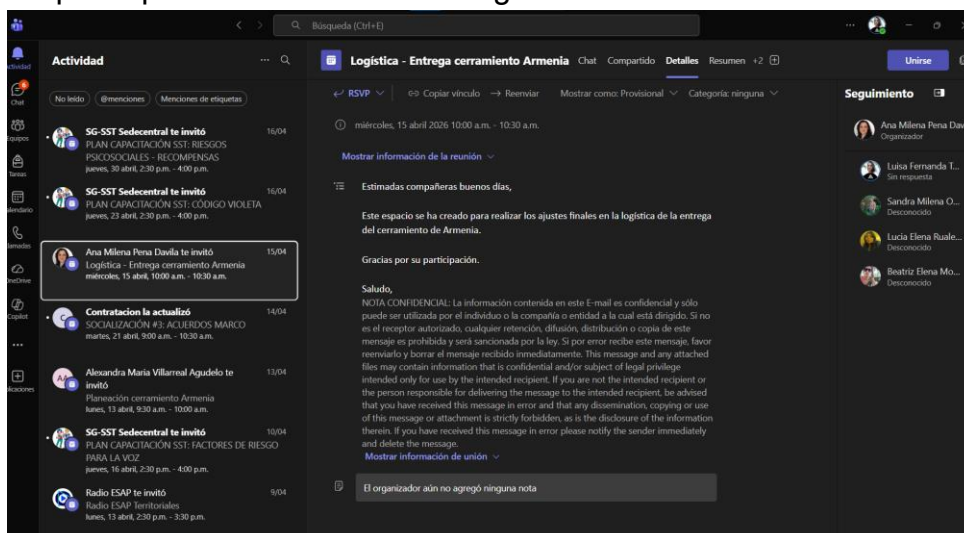 Búsqueda (Ctrl+E)
Actividad
Chat
Equipos
Tareas
OneDrive
Copilot
Actividad
No leído
@menciones
Menciones de etiquetas
SG-SST Sedecentral te invitó 16/04
PLAN CAPACITACIÓN SST: RIESGOS
PSICOSOCIALES - RECOMPENSAS
jueves, 30 abril, 2:30 p.m. - 4:00 p.m.
SG-SST Sedecentral te invitó 16/04
PLAN CAPACITACIÓN SST: CÓDIGO VIOLETA
jueves, 23 abril, 2:30 p.m. - 4:00 p.m.
Ana Milena Pena Davila te invitó 15/04
Logística - Entrega cerramiento Armenia
miércoles, 15 abril, 10:00 a.m. - 10:30 a.m.
Contratacion la actualizó 14/04
SOCIALIZACIÓN #3: ACUERDOS MARCO
martes, 21 abril, 9:00 a.m. - 10:30 a.m.
Alexandra Maria Villarreal Agudelo te 13/04
invitó
Planeación cerramiento Armenia
lunes, 13 abril, 9:30 a.m. - 10:00 a.m.
SG-SST Sedecentral te invitó 10/04
PLAN CAPACITACIÓN SST: FACTORES DE RIESGO
PARA LA VOZ
jueves, 16 abril, 2:30 p.m. - 4:00 p.m.
Radio ESAP te invitó 9/04
Radio ESAP Territoriales
lunes, 13 abril, 2:30 p.m. - 3:30 p.m.
Logística - Entrega cerramiento Armenia Chat Compartido Detalles Resumen +2
Unirse
RSVP Copiar vínculo Reenviar Mostrar como: Provisional Categoría: ninguna
miércoles, 15 abril 2026 10:00 a.m. - 10:30 a.m.
Mostrar información de la reunión
Estimadas compañeras buenos días,
Este espacio se ha creado para realizar los ajustes finales en la logística de la entrega
del cerramiento de Armenia.
Gracias por su participación.
Saludo,
NOTA CONFIDENCIAL: La información contenida en este E-mail es confidencial y sólo
puede ser utilizada por el individuo o la compañía o entidad a la cual está dirigido. Si no
es el receptor autorizado, cualquier retención, difusión, distribución o copia de este
mensaje es prohibida y será sancionada por la ley. Si por error recibe este mensaje, favor
reenviarlo y borrar el mensaje recibido inmediatamente. This message and any attached
files may contain information that is confidential and/or subject of legal privilege
intended only for use by the intended recipient. If you are not the intended recipient or
the person responsible for delivering the message to the intended recipient, be advised
that you have received this message in error and that any dissemination, copying or use
of this message or attachment is strictly forbidden, as is the disclosure of the information
therein. If you have received this message in error please notify the sender immediately
and delete the message.
Mostrar información de unión
El organizador aún no agregó ninguna nota
Seguimiento
Ana Milena Pena Dav
Organizador
Luisa Fernanda T...
Sin respuesta
Sandra Milena O...
Desconocido
Lucia Elena Ruale...
Desconocido
Beatriz Elena Mo...
Desconocido